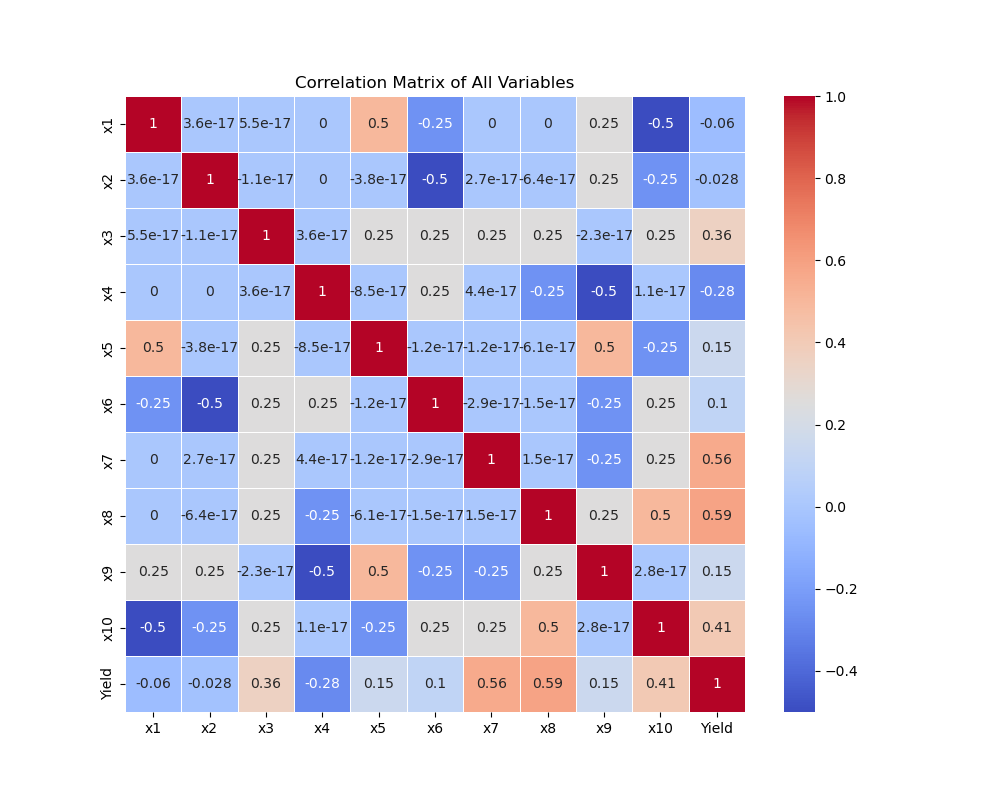 Correlation Matrix of All Variables
x1 1 3.6e-17 5.5e-17 0 0.5 -0.25 0 0 0.25 -0.5 -0.06
x2 3.6e-17 1 -1.1e-17 0 -3.8e-17 -0.5 2.7e-17 -6.4e-17 0.25 -0.25 -0.028
x3 5.5e-17 -1.1e-17 1 3.6e-17 0.25 0.25 0.25 0.25 -2.3e-17 0.25 0.36
x4 0 0 3.6e-17 1 -8.5e-17 0.25 4.4e-17 -0.25 -0.5 1.1e-17 -0.28
x5 0.5 -3.8e-17 0.25 -8.5e-17 1 -1.2e-17 -1.2e-17 -6.1e-17 0.5 -0.25 0.15
x6 -0.25 -0.5 0.25 0.25 -1.2e-17 1 -2.9e-17 -1.5e-17 -0.25 0.25 0.1
x7 0 2.7e-17 0.25 4.4e-17 -1.2e-17 -2.9e-17 1 1.5e-17 -0.25 0.25 0.56
x8 0 -6.4e-17 0.25 -0.25 -6.1e-17 -1.5e-17 1.5e-17 1 0.25 0.5 0.59
x9 0.25 0.25 -2.3e-17 -0.5 0.5 -0.25 -0.25 0.25 1 2.8e-17 0.15
x10 -0.5 -0.25 0.25 1.1e-17 -0.25 0.25 0.25 0.5 2.8e-17 1 0.41
Yield -0.06 -0.028 0.36 -0.28 0.15 0.1 0.56 0.59 0.15 0.41 1
x1 x2 x3 x4 x5 x6 x7 x8 x9 x10 Yield
1.0
0.8
0.6
0.4
0.2
0.0
−0.2
−0.4